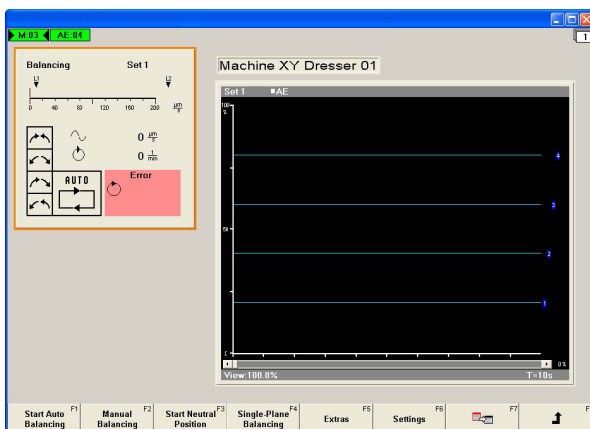 M:03 AE:04
1
Balancing Set 1
L1 L2
0 40 80 120 160 200 µm/s
0 µm/s
0 1/min
AUTO
Error
Machine XY Dresser 01
Set 1 AE
100
%
4
3
50
2
1
0%
View:100.0% T=10s
Start Auto Balancing F1
Manual Balancing F2
Start Neutral Position F3
Single-Plane Balancing F4
Extras F5
Settings F6
F7
F